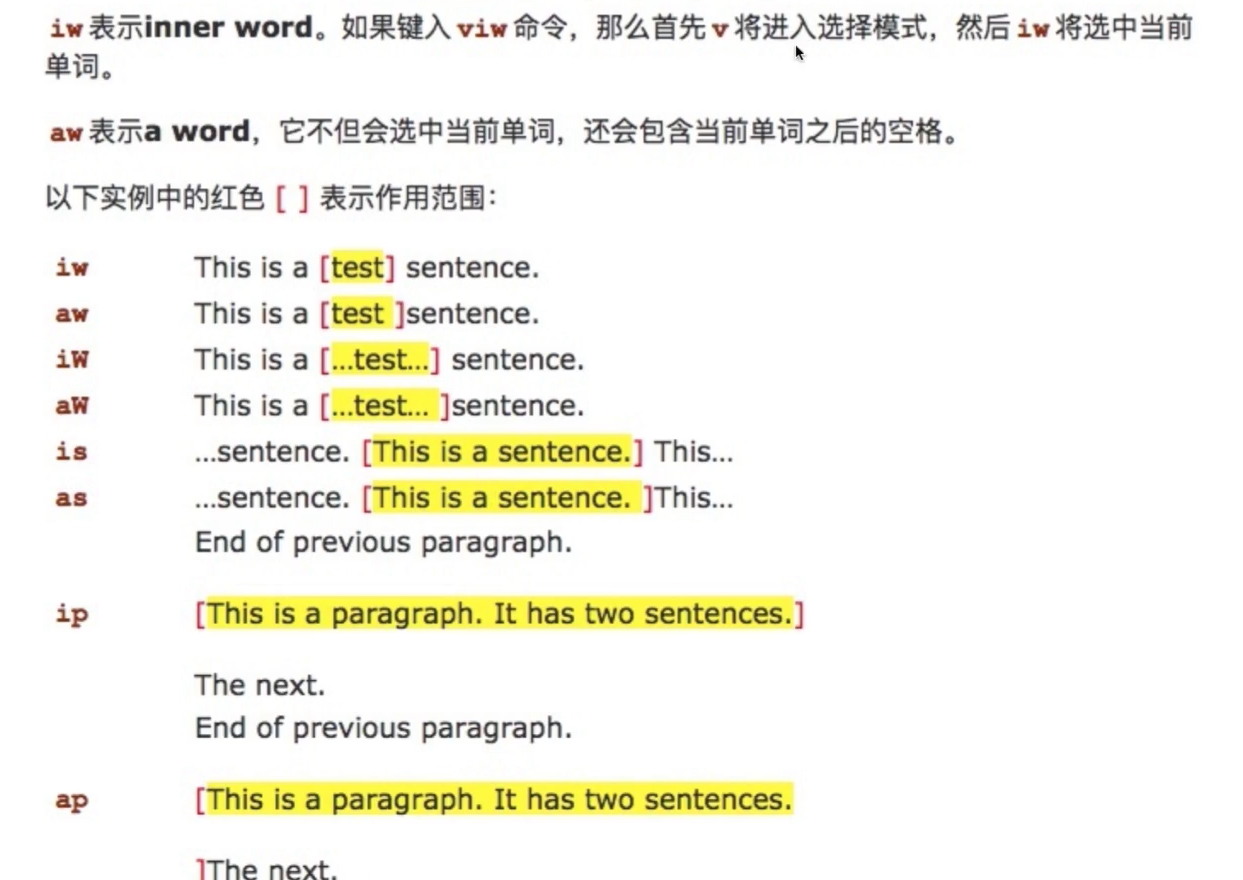 iw 表示inner word。如果键入 viw 命令，那么首先 v 将进入选择模式，然后 iw 将选中当前
单词。
aw 表示a word，它不但会选中当前单词，还会包含当前单词之后的空格。
以下实例中的红色 [ ] 表示作用范围：
iw This is a [test] sentence.
aw This is a [test ]sentence.
iW This is a [...test...] sentence.
aW This is a [...test... ]sentence.
is ...sentence. [This is a sentence.] This...
as ...sentence. [This is a sentence. ]This...
End of previous paragraph.
ip [This is a paragraph. It has two sentences.]
The next.
End of previous paragraph.
ap [This is a paragraph. It has two sentences.
]The next.